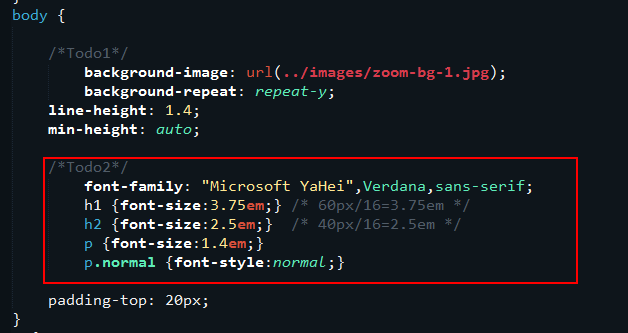 body {
/*Todo1*/
background-image: url(../images/zoom-bg-1.jpg);
background-repeat: repeat-y;
line-height: 1.4;
min-height: auto;
/*Todo2*/
font-family: "Microsoft YaHei",Verdana,sans-serif;
h1 {font-size:3.75em;} /* 60px/16=3.75em */
h2 {font-size:2.5em;}  /* 40px/16=2.5em */
p {font-size:1.4em;}
p.normal {font-style:normal;}
padding-top: 20px;
}